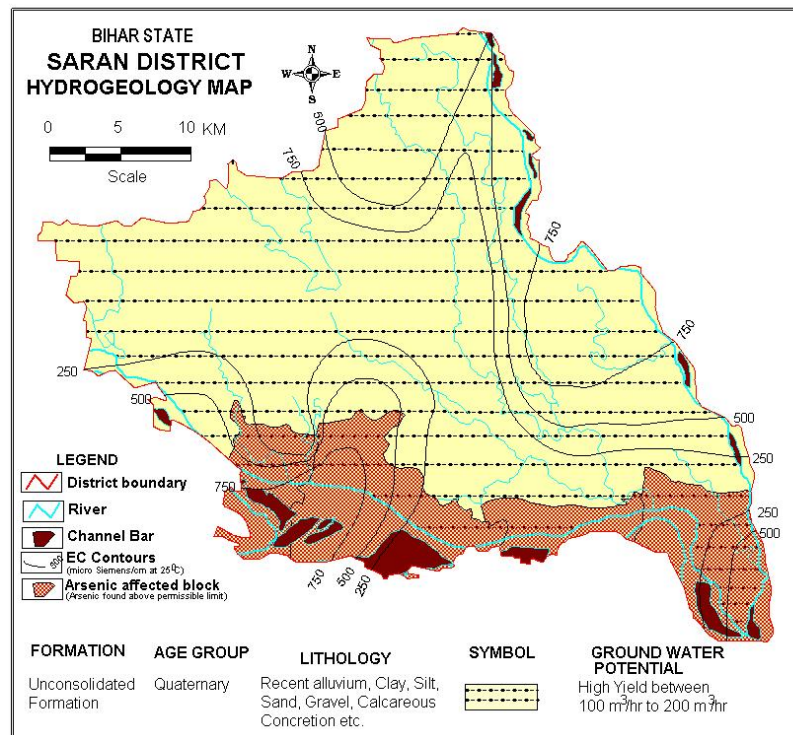 BIHAR STATE
SARAN DISTRICT
HYDROGEOLOGY MAP
N
W E
S
0 5 10 KM
Scale
500
750
750
750
250
500
500
250
750
250
500
750
500
250
LEGEND
District boundary
River
Channel Bar
500
EC Contours
(micro Siemens/cm at 25⁰C)
Arsenic affected block
(Arsenic found above permissible limit)
FORMATION
Unconsolidated
Formation
AGE GROUP
Quaternary
LITHOLOGY
Recent alluvium, Clay, Silt,
Sand, Gravel, Calcareous
Concretion etc.
SYMBOL
GROUND WATER
POTENTIAL
High Yield between
100 m³/hr to 200 m³/hr